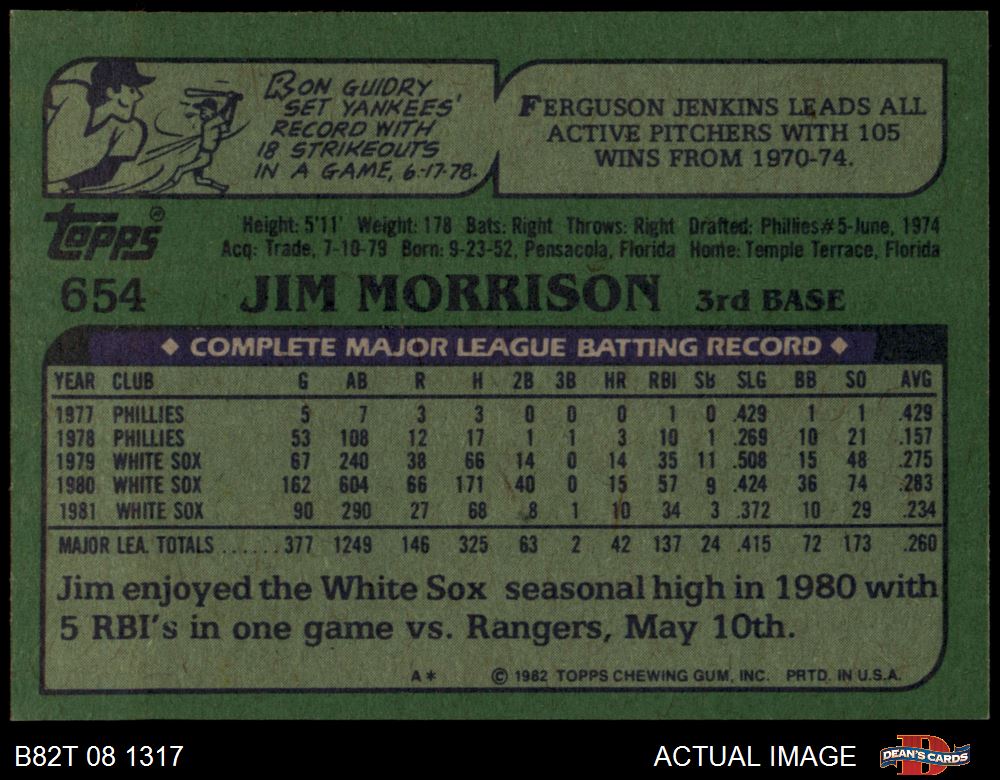 RON GUIDRY
SET YANKEES'
RECORD WITH
18 STRIKEOUTS
IN A GAME, 6-17-78.
FERGUSON JENKINS LEADS ALL
ACTIVE PITCHERS WITH 105
WINS FROM 1970-74.
Topps®
Height: 5'11' Weight: 178 Bats: Right Throws: Right Drafted: Phillies#5-June, 1974
Acq: Trade, 7-10-79 Born: 9-23-52, Pensacola, Florida Home: Temple Terrace, Florida
654 JIM MORRISON 3rd BASE
◆ COMPLETE MAJOR LEAGUE BATTING RECORD ◆
YEAR CLUB G AB R H 2B 3B HR RBI SB SLG BB SO AVG
1977 PHILLIES 5 7 3 3 0 0 0 1 0 .429 1 1 .429
1978 PHILLIES 53 108 12 17 1 1 3 10 1 .269 10 21 .157
1979 WHITE SOX 67 240 38 66 14 0 14 35 11 .508 15 48 .275
1980 WHITE SOX 162 604 66 171 40 0 15 57 9 .424 36 74 .283
1981 WHITE SOX 90 290 27 68 8 1 10 34 3 .372 10 29 .234
MAJOR LEA. TOTALS ...... 377 1249 146 325 63 2 42 137 24 .415 72 173 .260
Jim enjoyed the White Sox seasonal high in 1980 with
5 RBI's in one game vs. Rangers, May 10th.
A* © 1982 TOPPS CHEWING GUM, INC. PRTD. IN U.S.A.
B82T 08 1317 ACTUAL IMAGE DEAN'S CARDS